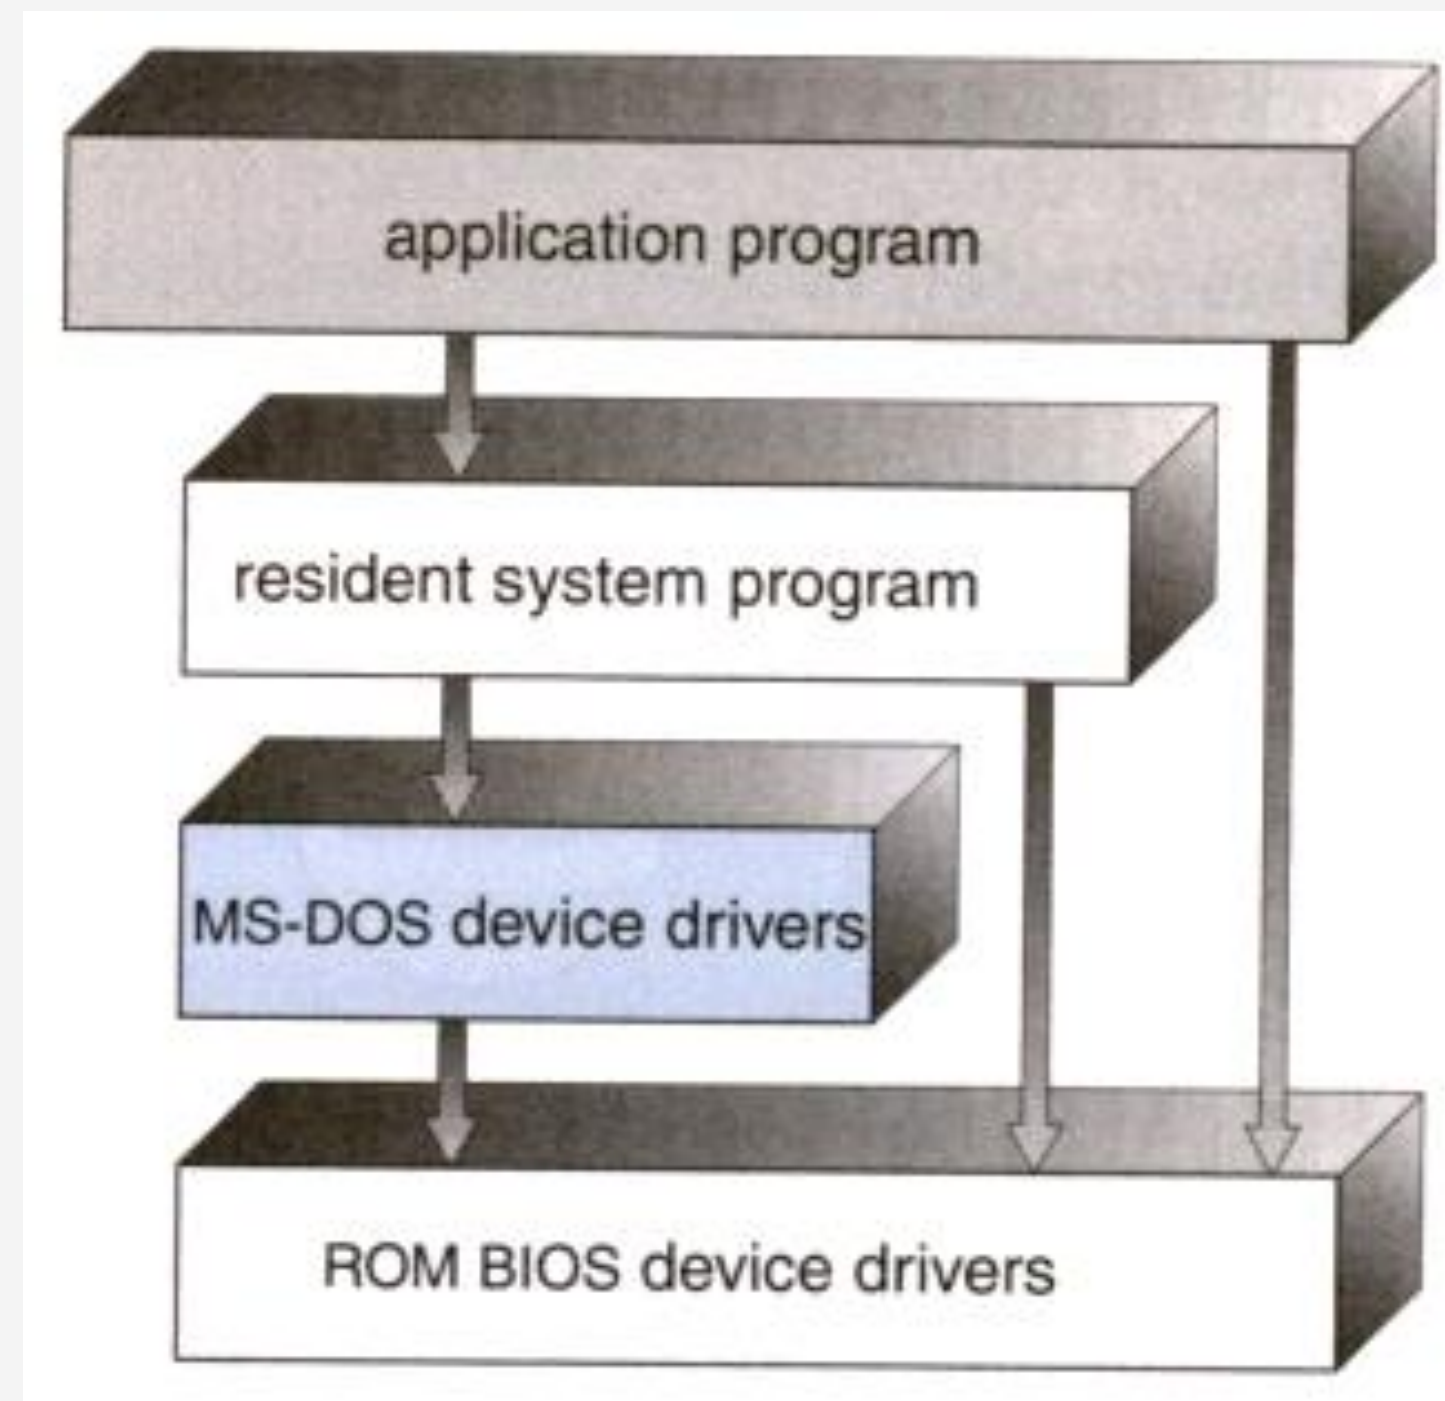 application program
resident system program
MS-DOS device drivers
ROM BIOS device drivers